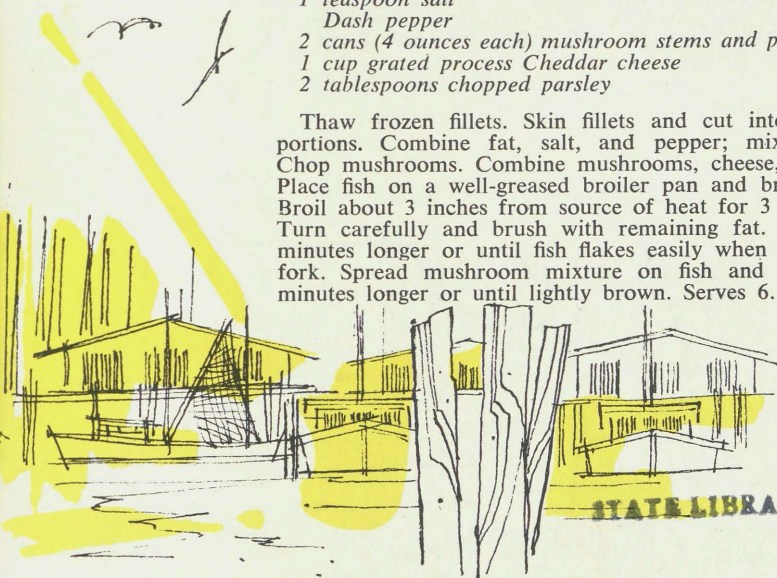 1 teaspoon salt
Dash pepper
2 cans (4 ounces each) mushroom stems and
1 cup grated process Cheddar cheese
2 tablespoons chopped parsley
Thaw frozen fillets. Skin fillets and cut
portions. Combine fat, salt, and pepper;
Chop mushrooms. Combine mushrooms, cheese,
Place fish on a well-greased broiler pan and
Broil about 3 inches from source of heat for 3
Turn carefully and brush with remaining fat.
minutes longer or until fish flakes easily when
fork. Spread mushroom mixture on fish and
minutes longer or until lightly brown. Serves 6.
STATE